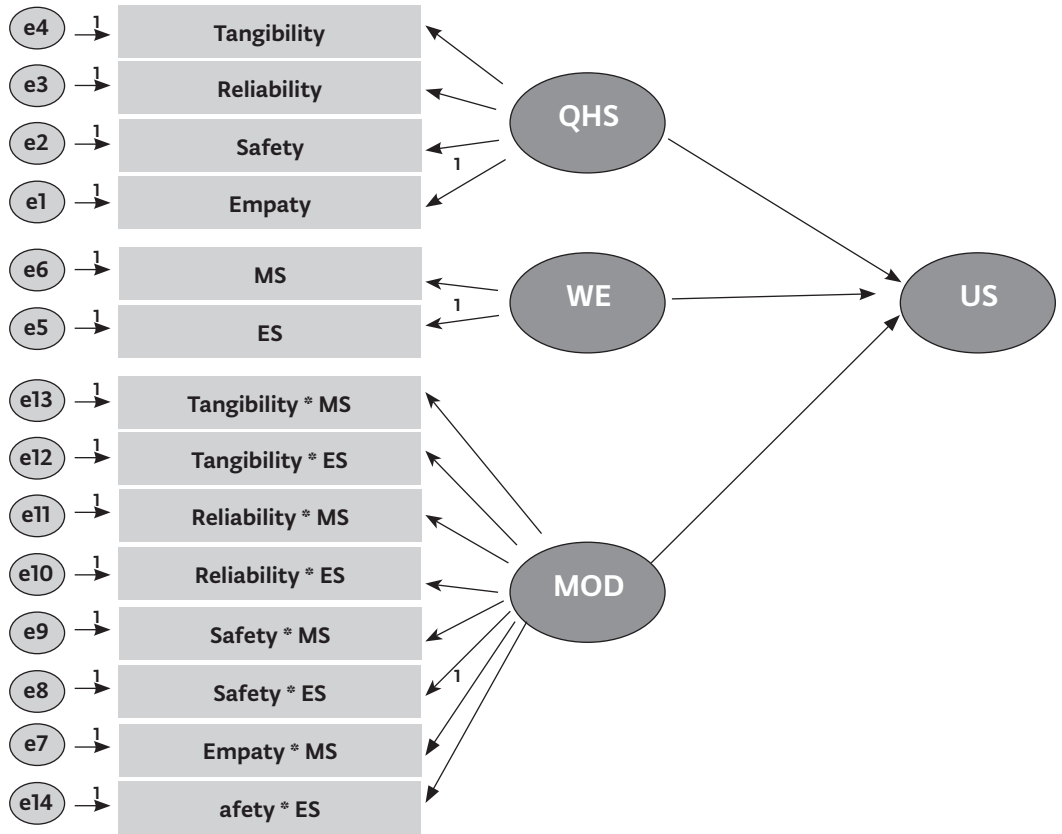 e4 1 Tangibility
e3 1 Reliability
e2 1 Safety
e1 1 Empaty
1
QHS
e6 1 MS
e5 1 ES
1
WE
US
e13 1 Tangibility * MS
e12 1 Tangibility * ES
e11 1 Reliability * MS
e10 1 Reliability * ES
e9 1 Safety * MS
e8 1 Safety * ES
e7 1 Empaty * MS
e14 1 afety * ES
1
MOD